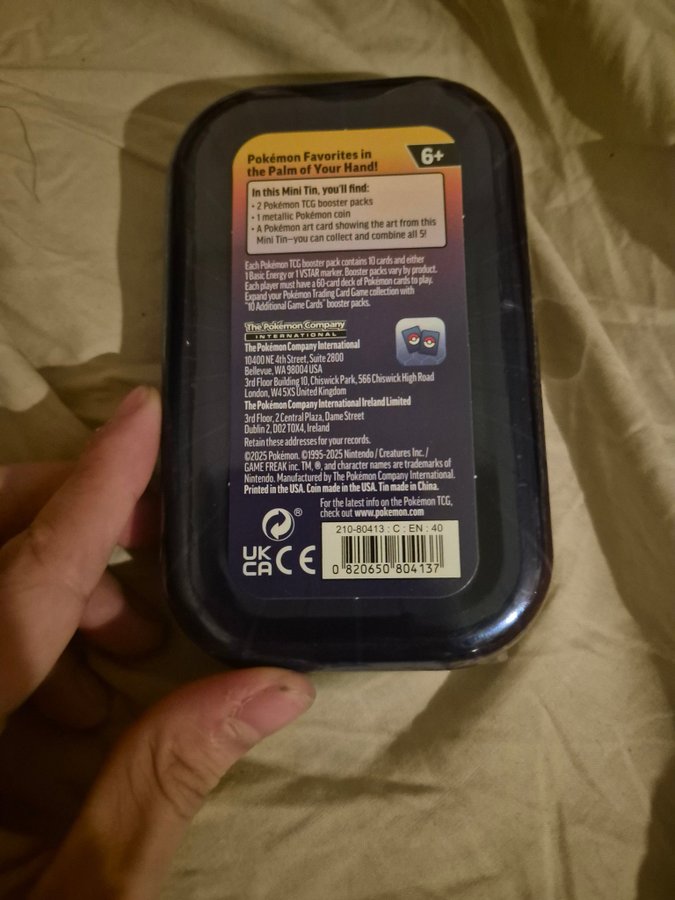 Pokémon Favorites in
the Palm of Your Hand!
6+
In this Mini Tin, you'll find:
• 2 Pokémon TCG booster packs
• 1 metallic Pokémon coin
• A Pokémon art card showing the art from this
Mini Tin—you can collect and combine all 5!
Each Pokémon TCG booster pack contains 10 cards and either
1 Basic Energy or 1 VSTAR marker. Booster packs vary by product.
Each player must have a 60-card deck of Pokémon cards to play.
Expand your Pokémon Trading Card Game collection with
"10 Additional Game Cards" booster packs.
The Pokémon Company
INTERNATIONAL
The Pokémon Company International
10400 NE 4th Street, Suite 2800
Bellevue, WA 98004 USA
3rd Floor Building 10, Chiswick Park, 566 Chiswick High Road
London, W4 5XS United Kingdom
The Pokémon Company International Ireland Limited
3rd Floor, 2 Central Plaza, Dame Street
Dublin 2, D02 T0X4, Ireland
Retain these addresses for your records.
©2025 Pokémon. ©1995-2025 Nintendo / Creatures Inc. /
GAME FREAK inc. TM, ®, and character names are trademarks of
Nintendo. Manufactured by The Pokémon Company International.
Printed in the USA. Coin made in the USA. Tin made in China.
For the latest info on the Pokémon TCG,
check out www.pokemon.com
®
UK
CA CE
210-80413 : C : EN : 40
0 820650 804137